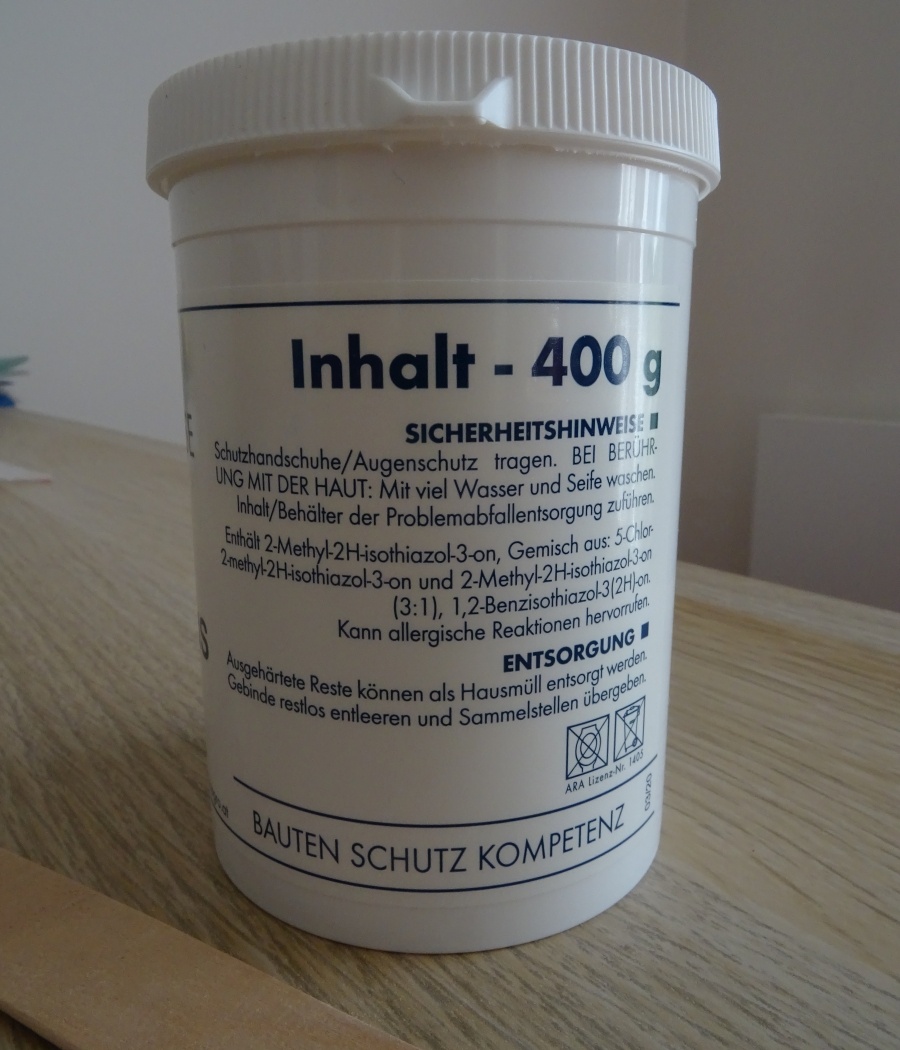 Inhalt - 400 g
SICHERHEITSHINWEISE
Schutzhandschuhe/Augenschutz tragen. BEI BERÜHR-
UNG MIT DER HAUT: Mit viel Wasser und Seife waschen.
Inhalt/Behälter der Problemabfallentsorgung zuführen.
Enthält 2-Methyl-2H-isothiazol-3-on, Gemisch aus: 5-Chlor-
2-methyl-2H-isothiazol-3-on und 2-Methyl-2H-isothiazol-3-on
(3:1), 1,2-Benzisothiazol-3(2H)-on.
Kann allergische Reaktionen hervorrufen.
ENTSORGUNG
Ausgehärtete Reste können als Hausmüll entsorgt werden.
Gebinde restlos entleeren und Sammelstellen übergeben.
ARA Lizenz-Nr. 1405
03/20
BAUTEN SCHUTZ KOMPETENZ